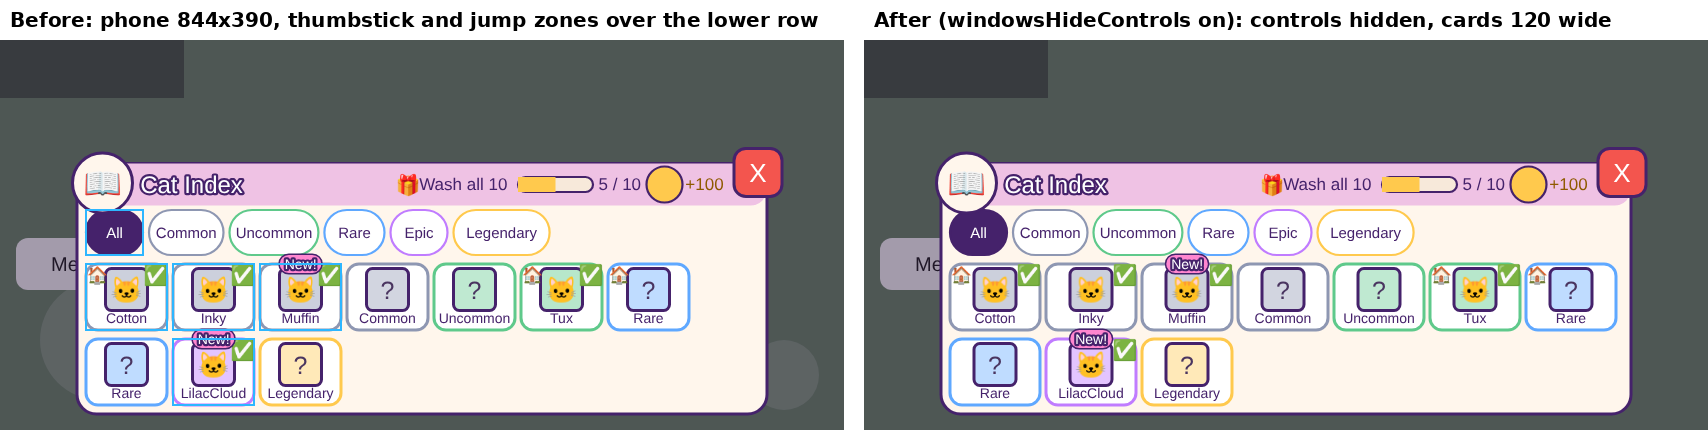 Before: phone 844x390, thumbstick and jump zones over the lower row
Cat Index
Wash all 10
5 / 10
+100
X
All
Common
Uncommon
Rare
Epic
Legendary
Me
New!
Cotton
Inky
Muffin
?
Common
?
Uncommon
Tux
?
Rare
New!
?
Rare
LilacCloud
?
Legendary
After (windowsHideControls on): controls hidden, cards 120 wide
Cat Index
Wash all 10
5 / 10
+100
X
All
Common
Uncommon
Rare
Epic
Legendary
Me
New!
Cotton
Inky
Muffin
?
Common
?
Uncommon
Tux
?
Rare
New!
?
Rare
LilacCloud
?
Legendary